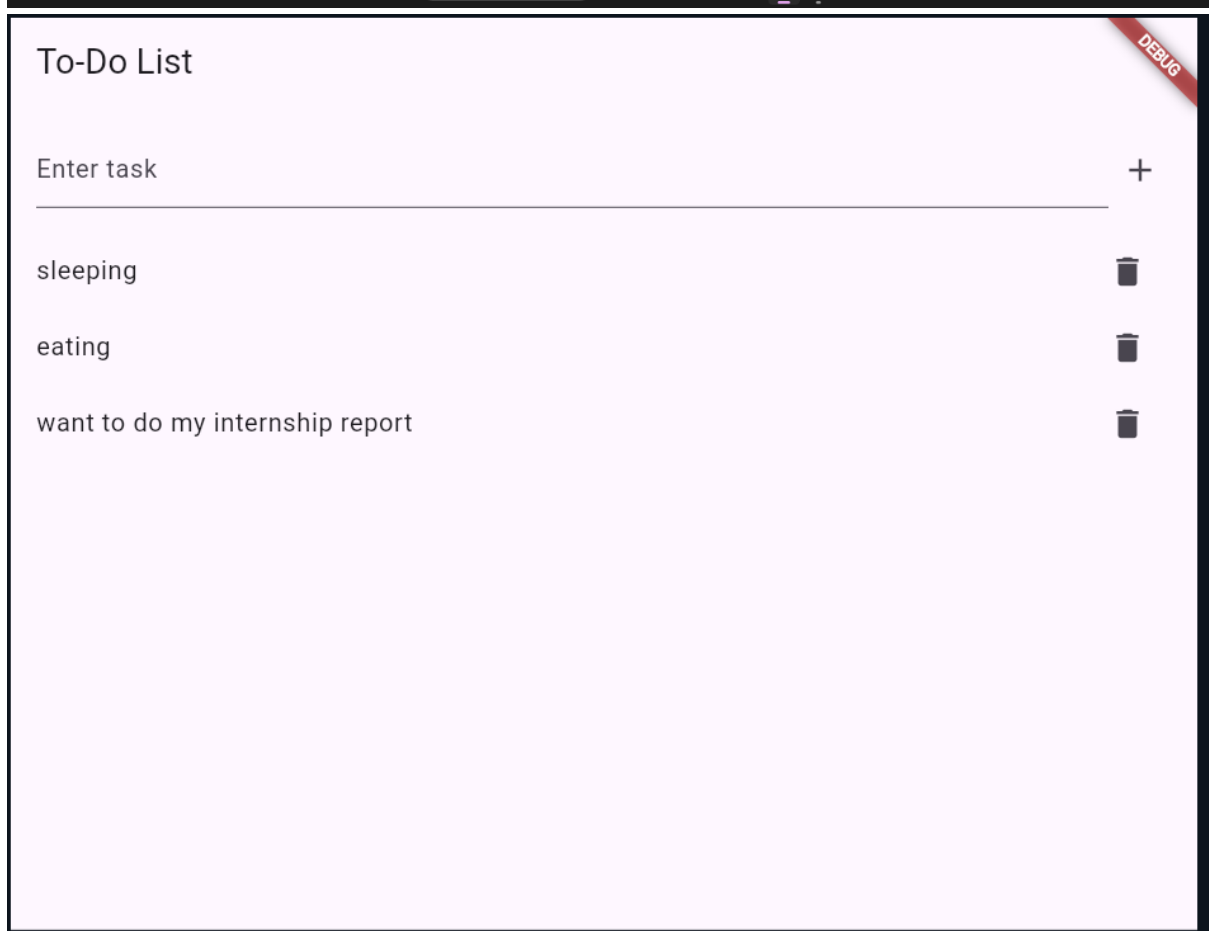 To-Do List
DEBUG
Enter task
sleeping
eating
want to do my internship report